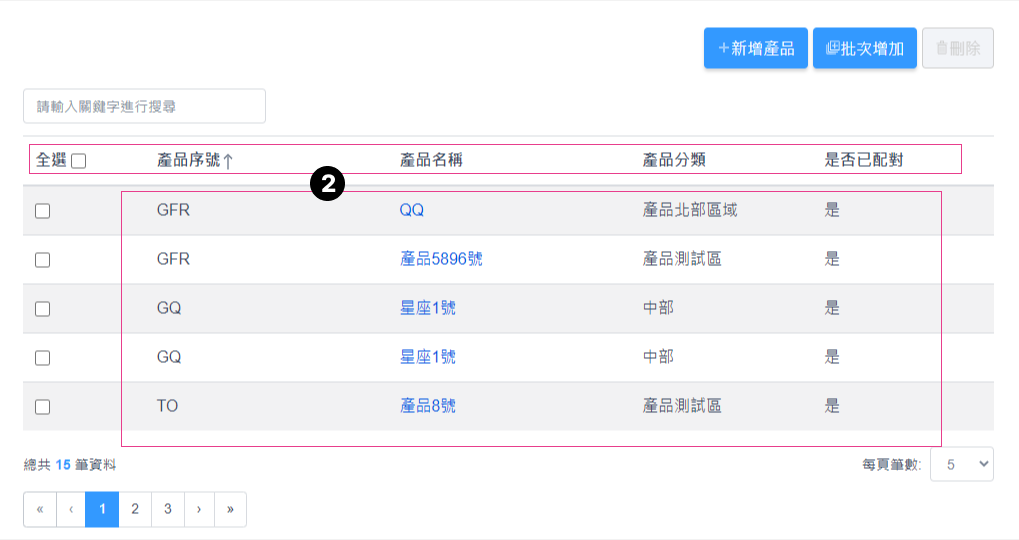 +新增產品 批次增加 刪除
請輸入關鍵字進行搜尋
全選 產品序號↑ 產品名稱 產品分類 是否已配對
2
GFR QQ 產品北部區域 是
GFR 產品5896號 產品測試區 是
GQ 星座1號 中部 是
GQ 星座1號 中部 是
TO 產品8號 產品測試區 是
總共 15 筆資料 每頁筆數: 5
« ‹ 1 2 3 › »